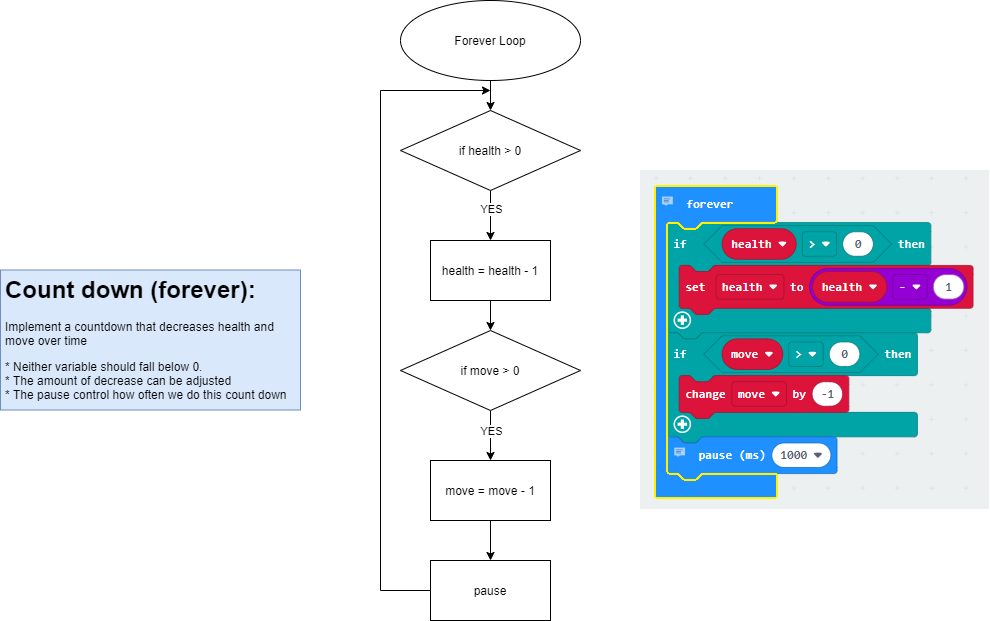 Count down (forever):
Implement a countdown that decreases health and
move over time
* Neither variable should fall below 0.
* The amount of decrease can be adjusted
* The pause control how often we do this count down
Forever Loop
if health > 0
YES
health = health - 1
if move > 0
YES
move = move - 1
pause
forever
if health > 0 then
set health to health - 1
if move > 0 then
change move by -1
pause (ms) 1000